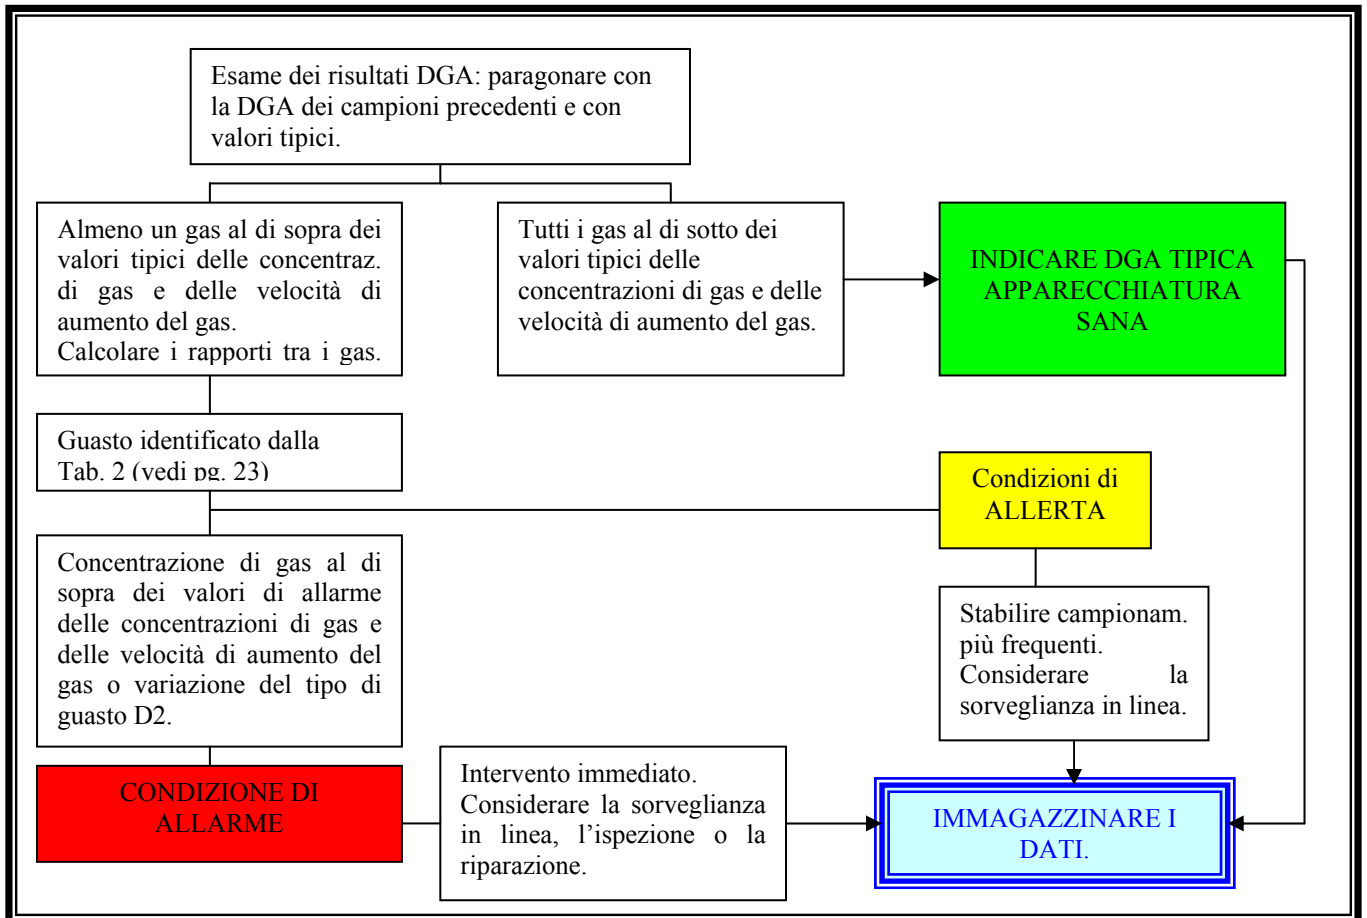 Esame dei risultati DGA: paragonare con
la DGA dei campioni precedenti e con
valori tipici.
Almeno un gas al di sopra dei
valori tipici delle concentraz.
di gas e delle velocità di
aumento del gas.
Calcolare i rapporti tra i gas.
Tutti i gas al di sotto dei
valori tipici delle
concentrazioni di gas e delle
velocità di aumento del gas.
INDICARE DGA TIPICA
APPARECCHIATURA
SANA
Guasto identificato dalla
Tab. 2 (vedi pg. 23)
Condizioni di
ALLERTA
Concentrazione di gas al di
sopra dei valori di allarme
delle concentrazioni di gas e
delle velocità di aumento del
gas o variazione del tipo di
guasto D2.
Stabilire campionam.
più frequenti.
Considerare la
sorveglianza in linea.
CONDIZIONE DI
ALLARME
Intervento immediato.
Considerare la sorveglianza
in linea, l’ispezione o la
riparazione.
IMMAGAZZINARE I
DATI.